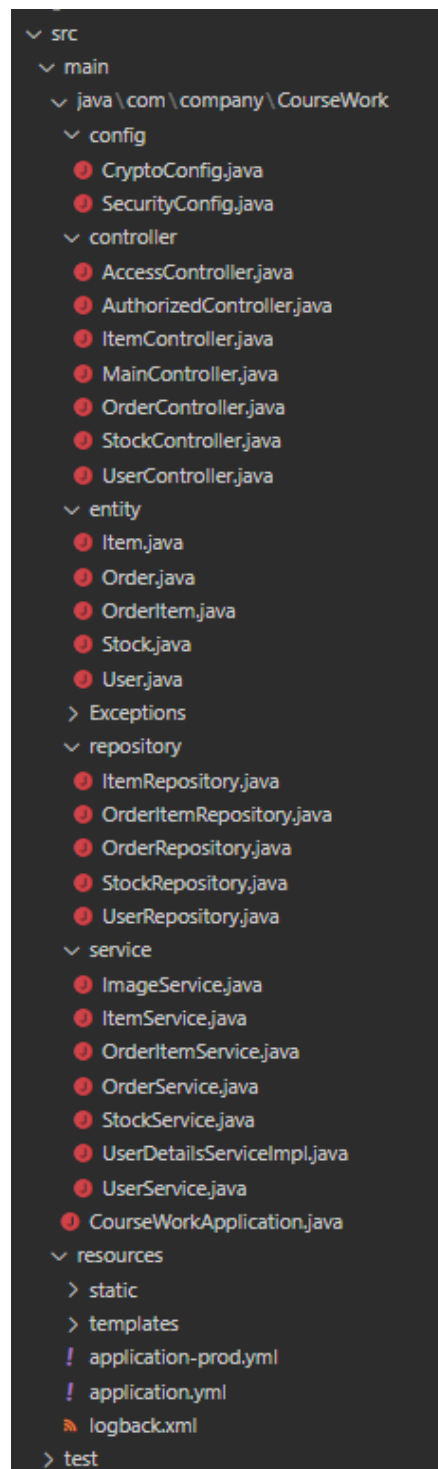 src
main
java\com\company\CourseWork
config
CryptoConfig.java
SecurityConfig.java
controller
AccessController.java
AuthorizedController.java
ItemController.java
MainController.java
OrderController.java
StockController.java
UserController.java
entity
Item.java
Order.java
OrderItem.java
Stock.java
User.java
Exceptions
repository
ItemRepository.java
OrderItemRepository.java
OrderRepository.java
StockRepository.java
UserRepository.java
service
ImageService.java
ItemService.java
OrderItemService.java
OrderService.java
StockService.java
UserDetailsServiceImpl.java
UserService.java
CourseWorkApplication.java
resources
static
templates
! application-prod.yml
! application.yml
logback.xml
test